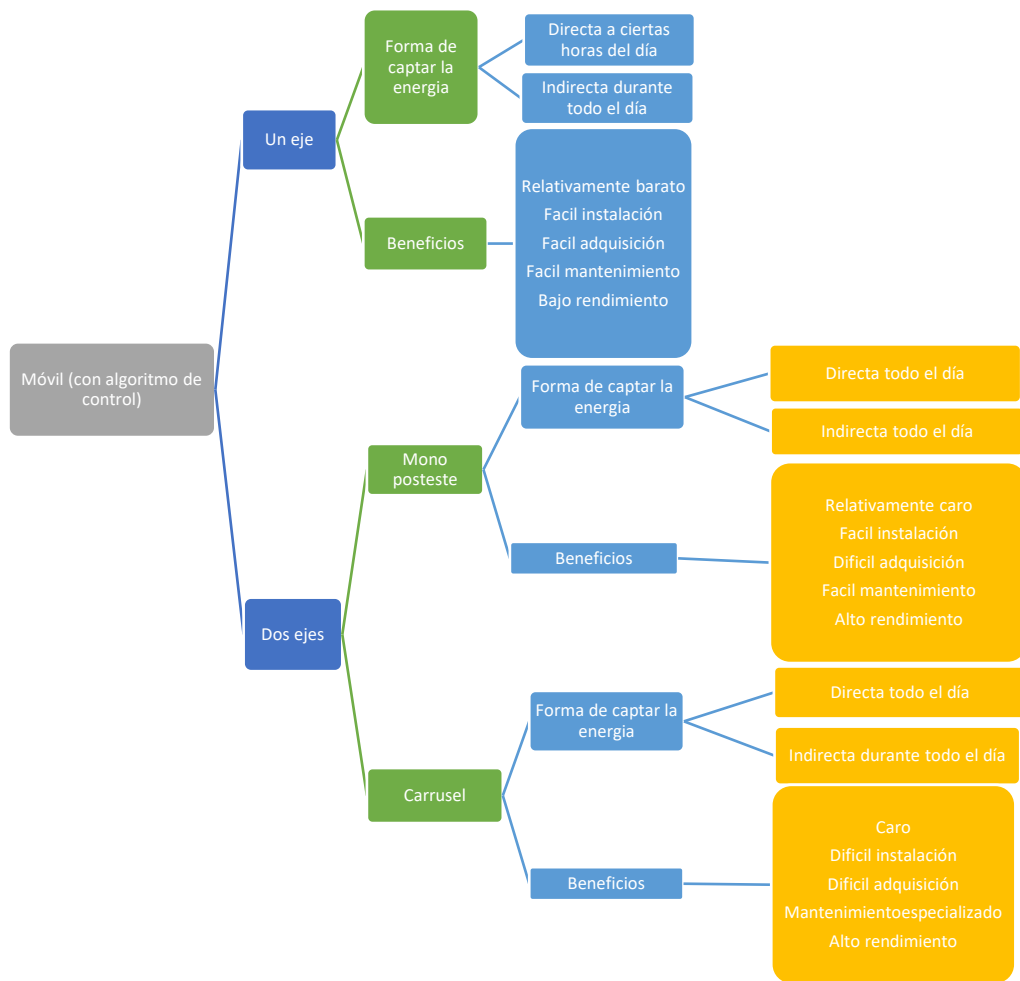 Móvil (con algoritmo de
control)
Un eje
Forma de
captar la
energia
Directa a ciertas
horas del día
Indirecta durante
todo el día
Beneficios
Relativamente barato
Facil instalación
Facil adquisición
Facil mantenimiento
Bajo rendimiento
Dos ejes
Mono
posteste
Forma de captar la
energia
Directa todo el día
Indirecta todo el día
Beneficios
Relativamente caro
Facil instalación
Dificil adquisición
Facil mantenimiento
Alto rendimiento
Carrusel
Forma de captar la
energia
Directa todo el día
Indirecta durante todo el día
Beneficios
Caro
Dificil instalación
Dificil adquisición
Mantenimientoespecializado
Alto rendimiento